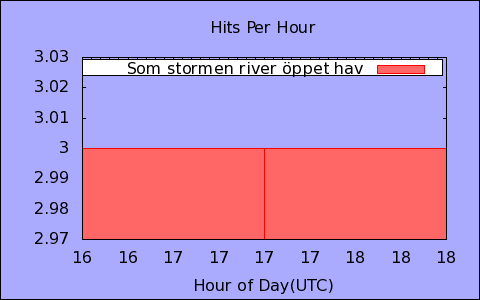 Hits Per Hour
3.03
Som stormen river öppet hav
3.02
3.01
3
2.99
2.98
2.97
16 16 17 17 17 17 18 18 18
Hour of Day(UTC)